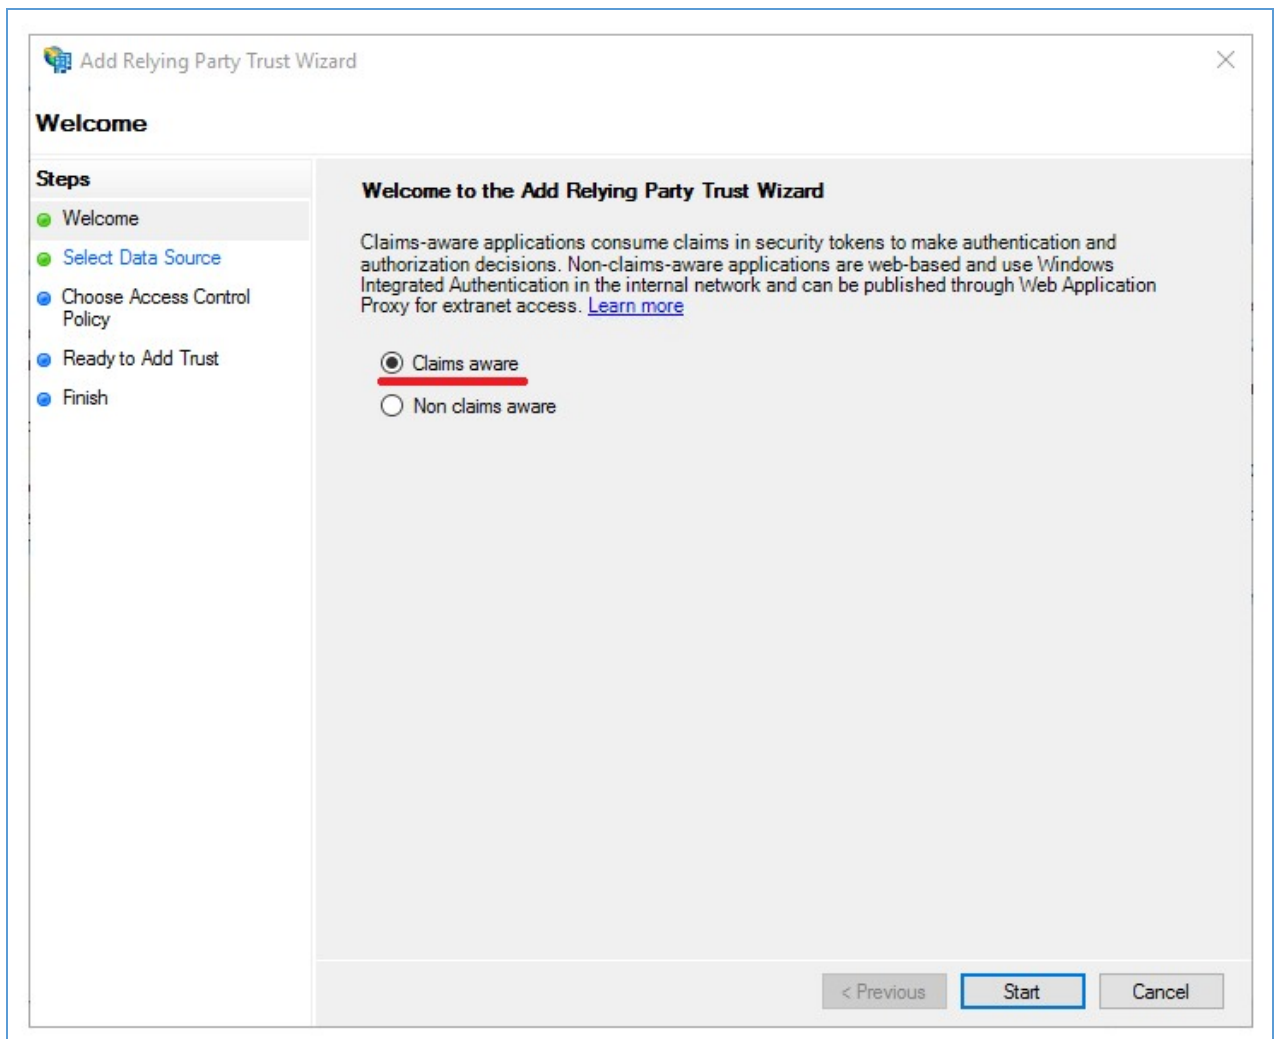 Add Relying Party Trust Wizard
Welcome
Steps
Welcome
Select Data Source
Choose Access Control
Policy
Ready to Add Trust
Finish
Welcome to the Add Relying Party Trust Wizard
Claims-aware applications consume claims in security tokens to make authentication and
authorization decisions. Non-claims-aware applications are web-based and use Windows
Integrated Authentication in the internal network and can be published through Web Application
Proxy for extranet access. Learn more
Claims aware
Non claims aware
< Previous
Start
Cancel